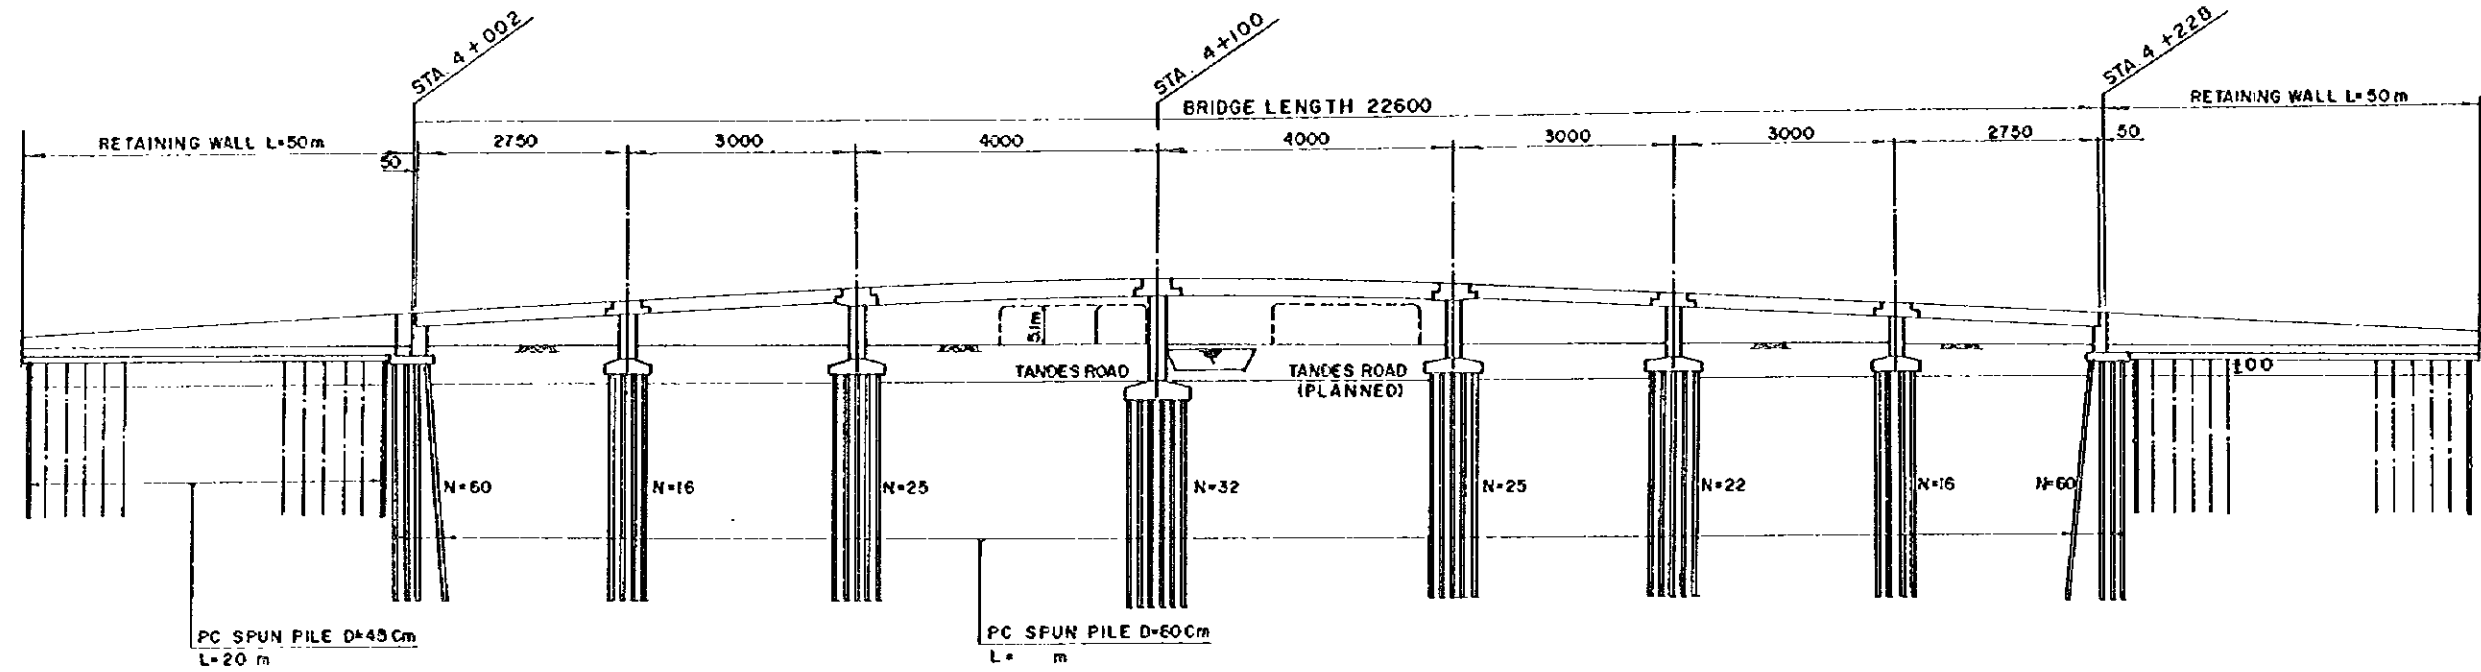 STA. 4+002
STA. 4+100
STA. 4+228
BRIDGE LENGTH 22600
RETAINING WALL L=50m
RETAINING WALL L=50m
50
2750
3000
4000
4000
3000
3000
2750
50
5.1m
TANDES ROAD
TANDES ROAD
(PLANNED)
100
N=60
N=16
N=25
N=32
N=25
N=22
N=16
N=60
PC SPUN PILE D=45Cm
L=20 m
PC SPUN PILE D=60Cm
L= m